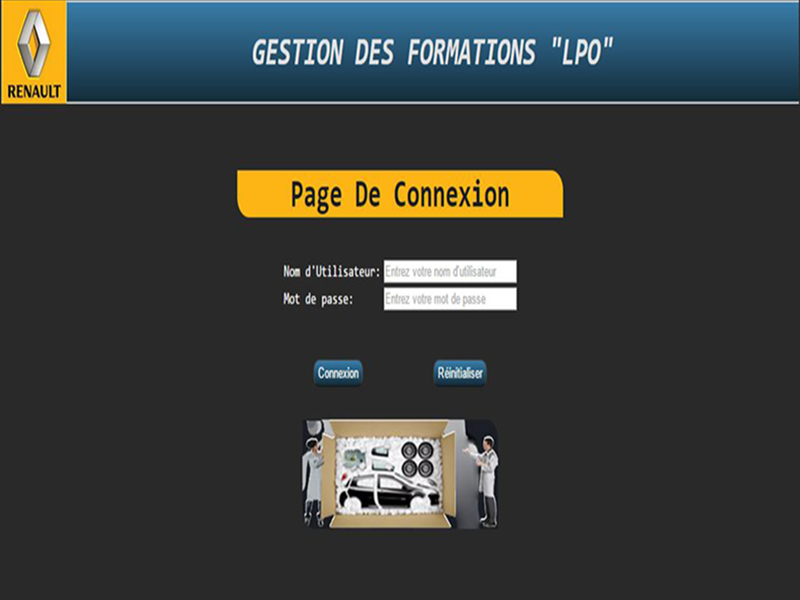 RENAULT
GESTION DES FORMATIONS "LPO"
Page De Connexion
Nom d'Utilisateur: Entrez votre nom d'utilisateur
Mot de passe: Entrez votre mot de passe
Connexion Réinitialiser